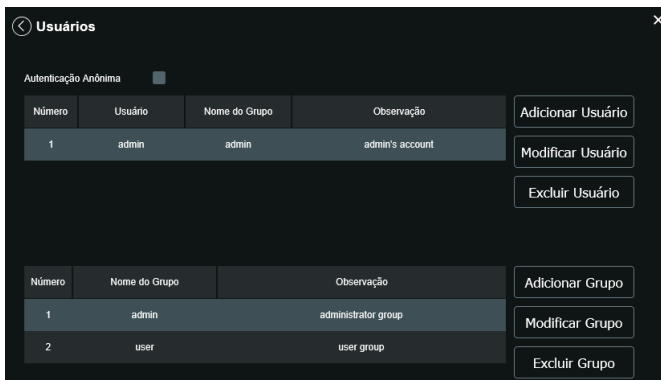 Usuários
Autenticação Anônima
Número Usuário Nome do Grupo Observação
1 admin admin admin's account
Adicionar Usuário
Modificar Usuário
Excluir Usuário
Número Nome do Grupo Observação
1 admin administrator group
2 user user group
Adicionar Grupo
Modificar Grupo
Excluir Grupo